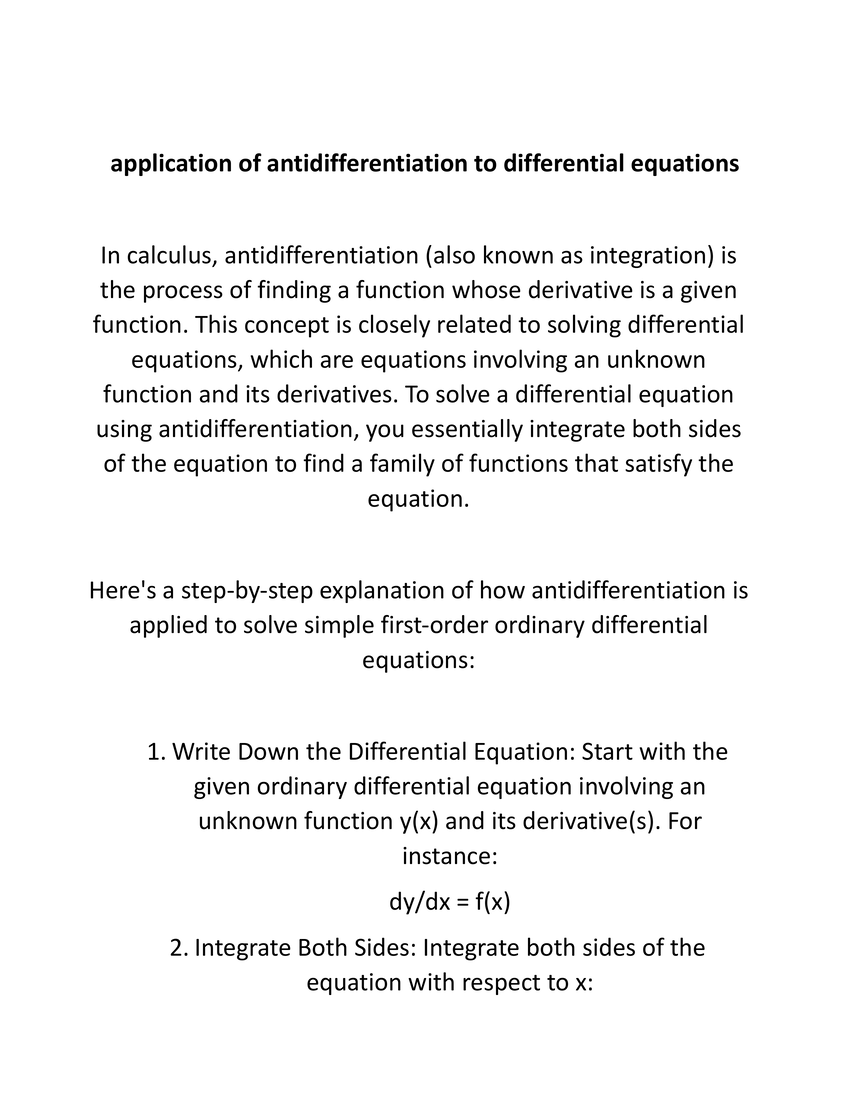 application of antidifferentiation to differential equations
In calculus, antidifferentiation (also known as integration) is
the process of finding a function whose derivative is a given
function. This concept is closely related to solving differential
equations, which are equations involving an unknown
function and its derivatives. To solve a differential equation
using antidifferentiation, you essentially integrate both sides
of the equation to find a family of functions that satisfy the
equation.
Here's a step-by-step explanation of how antidifferentiation is
applied to solve simple first-order ordinary differential
equations:
1. Write Down the Differential Equation: Start with the
given ordinary differential equation involving an
unknown function y(x) and its derivative(s). For
instance:
dy/dx = f(x)
2. Integrate Both Sides: Integrate both sides of the
equation with respect to x: